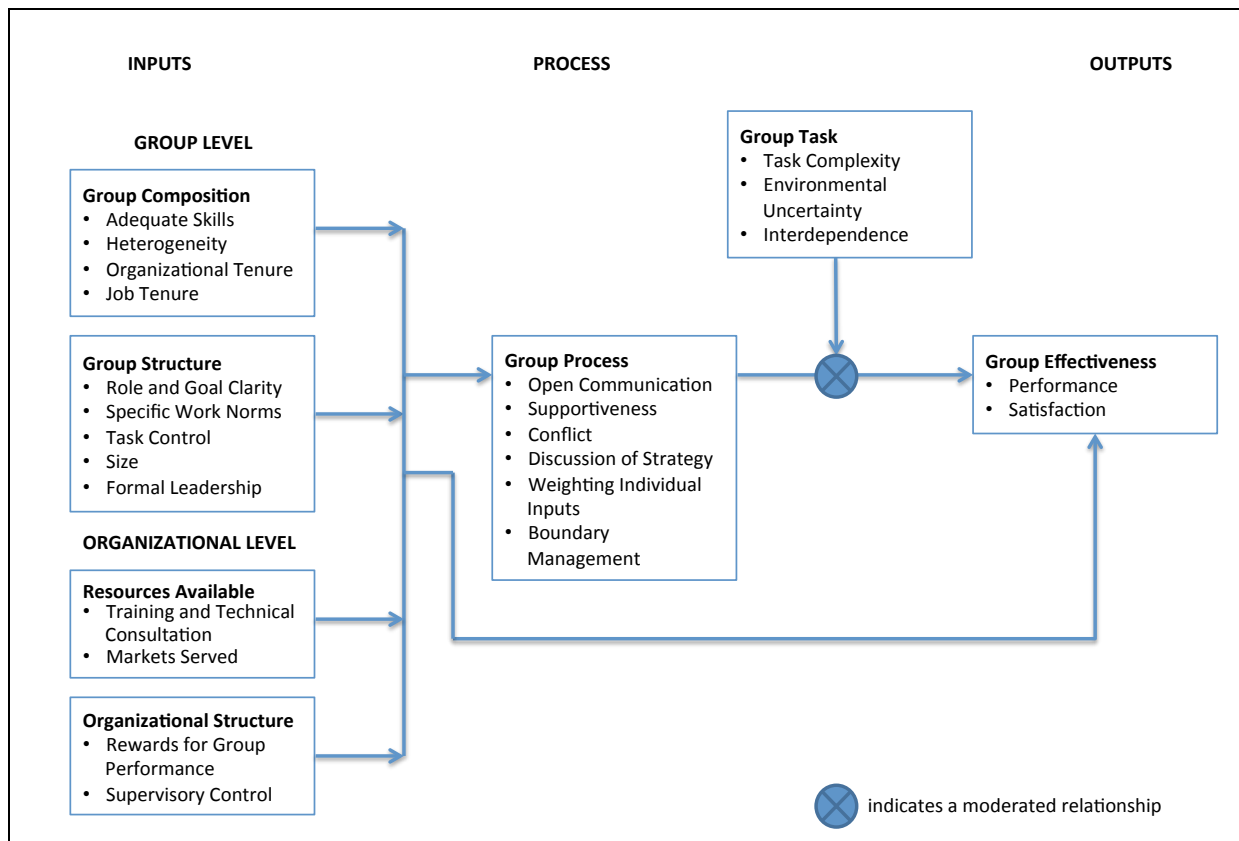 INPUTS
PROCESS
OUTPUTS
GROUP LEVEL
Group Composition
• Adequate Skills
• Heterogeneity
• Organizational Tenure
• Job Tenure
Group Structure
• Role and Goal Clarity
• Specific Work Norms
• Task Control
• Size
• Formal Leadership
ORGANIZATIONAL LEVEL
Resources Available
• Training and Technical
Consultation
• Markets Served
Organizational Structure
• Rewards for Group
Performance
• Supervisory Control
Group Process
• Open Communication
• Supportiveness
• Conflict
• Discussion of Strategy
• Weighting Individual
Inputs
• Boundary
Management
Group Task
• Task Complexity
• Environmental
Uncertainty
• Interdependence
Group Effectiveness
• Performance
• Satisfaction
indicates a moderated relationship